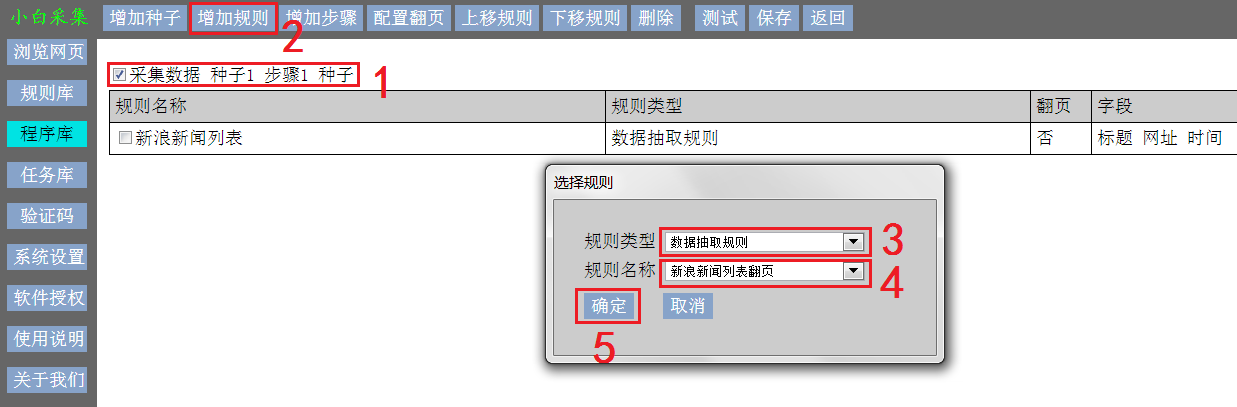 小白采集 增加种子 增加规则 增加步骤 配置翻页 上移规则 下移规则 删除 测试 保存 返回
2
浏览网页
采集数据 种子1 步骤1 种子 1
规则库
规则名称 规则类型 翻页 字段
程序库
新浪新闻列表 数据抽取规则 否 标题 网址 时间
任务库
选择规则
验证码
规则类型 数据抽取规则 3
系统设置
规则名称 新浪新闻列表翻页 4
软件授权
确定 取消
使用说明
5
关于我们